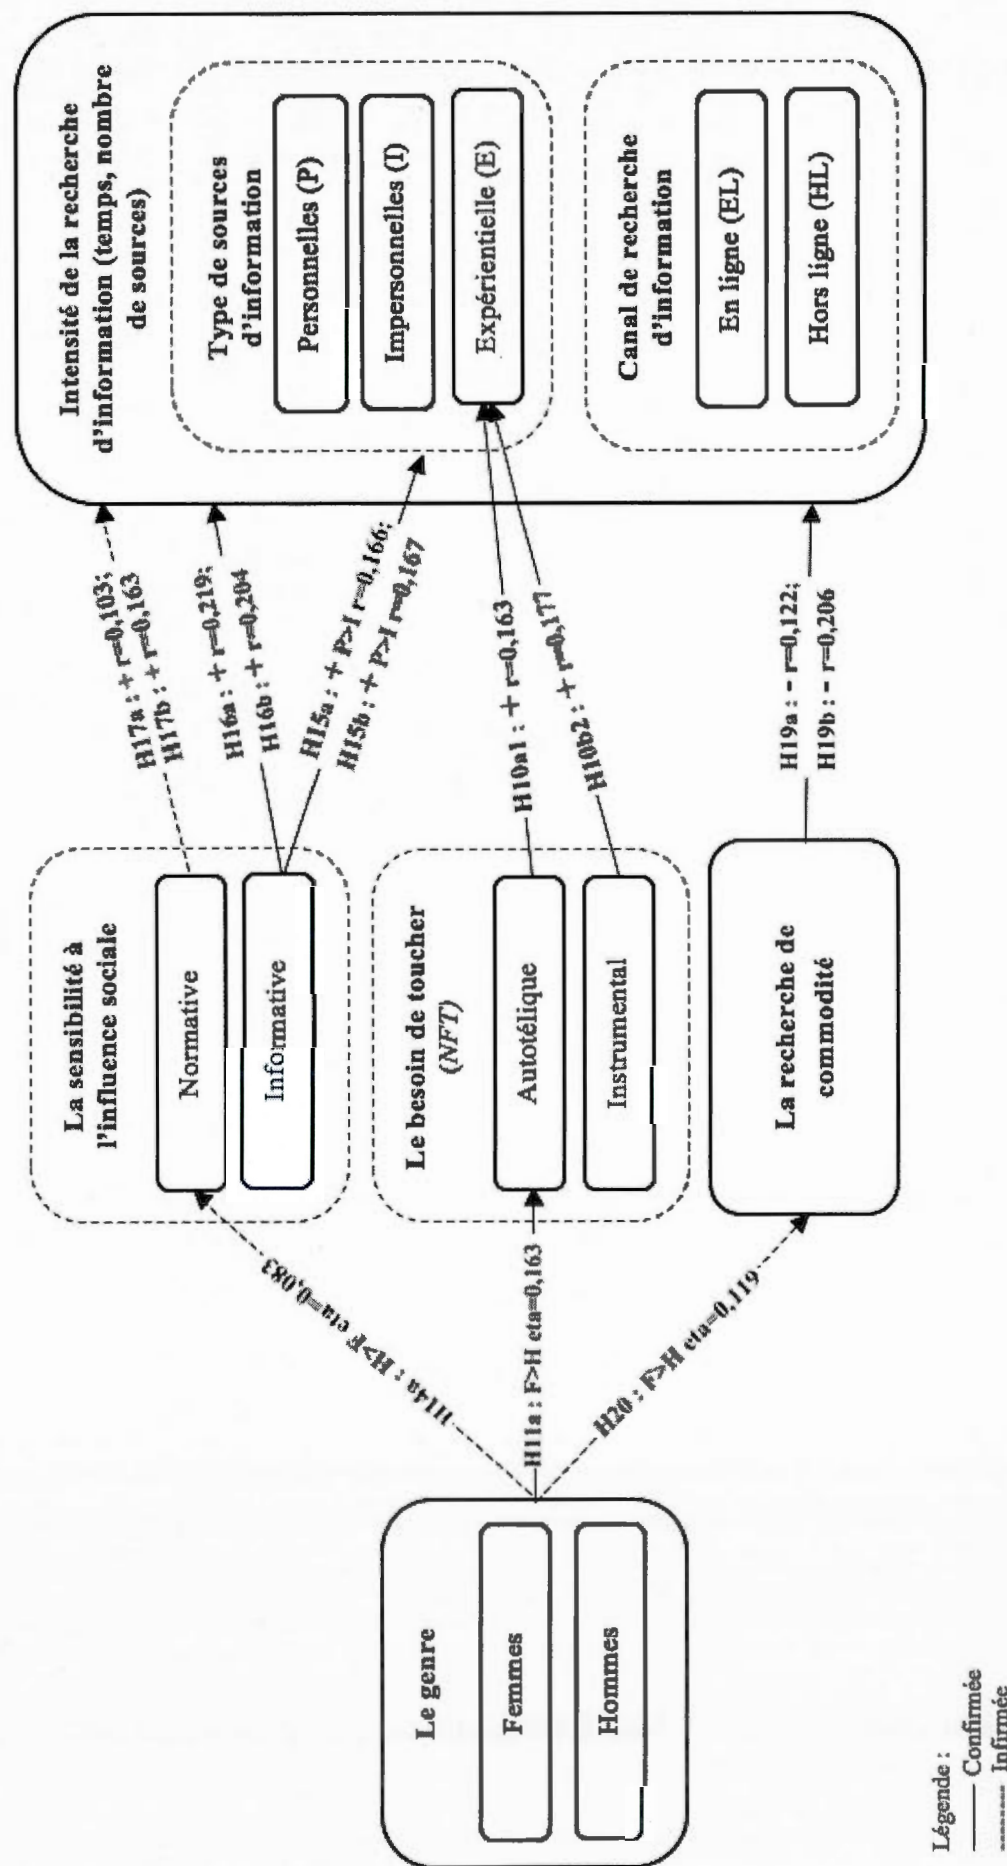 Le genre
Femmes
Hommes
H14a : H>F eta=0,083
H11a : F>H eta=0,163
H20 : F>H eta=0,119
La sensibilité à
l'influence sociale
Normative
Informative
Le besoin de toucher
(NFT)
Autotélique
Instrumental
La recherche de
commodité
H17a : + r=0,103;
H17b : + r=0,163
H16a : + r=0,219;
H16b : + r=0,204
H15a : + P>I r=0,166;
H15b : + P>I r=0,167
H10a1 : + r=0,163
H10b2 : + r=0,177
H19a : - r=0,122;
H19b : - r=0,206
Intensité de la recherche
d'information (temps, nombre
de sources)
Type de sources
d'information
Personnelles (P)
Impersonnelles (I)
Expérientielle (E)
Canal de recherche
d'information
En ligne (EL)
Hors ligne (HL)
Légende :
Confirmée
Infirmée